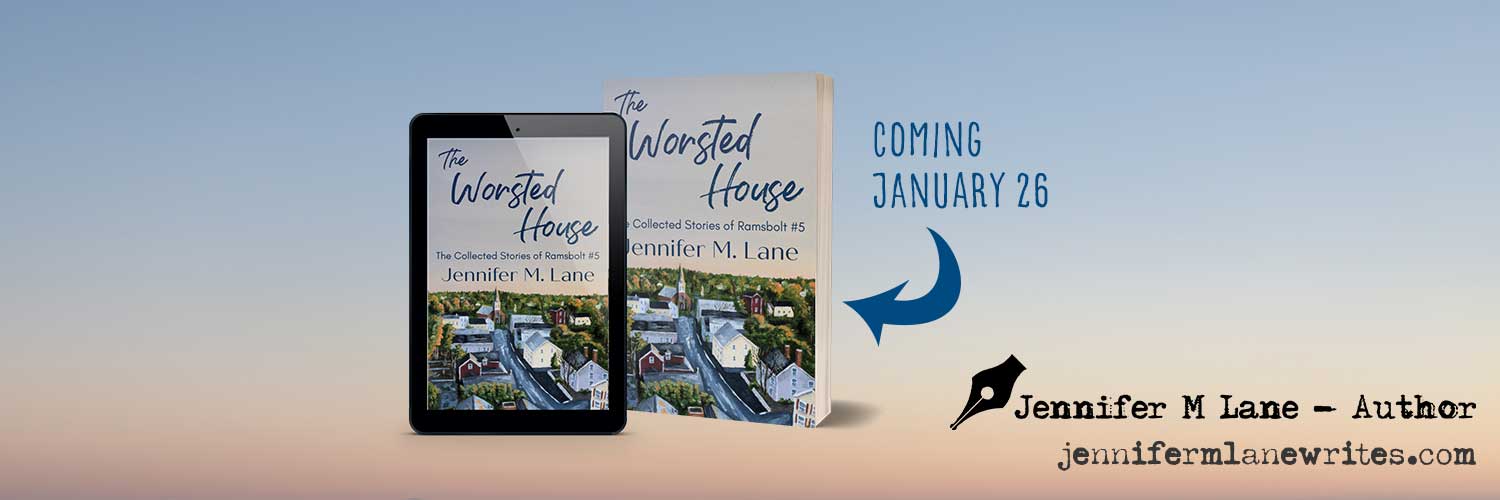 The
Worsted
House
The Collected Stories of Ramsbolt #5
Jennifer M. Lane
The
Worsted
House
e Collected Stories of Ramsbolt #5
Jennifer M. Lane
COMING
JANUARY 26
Jennifer M Lane - Author
jennifermlanewrites.com